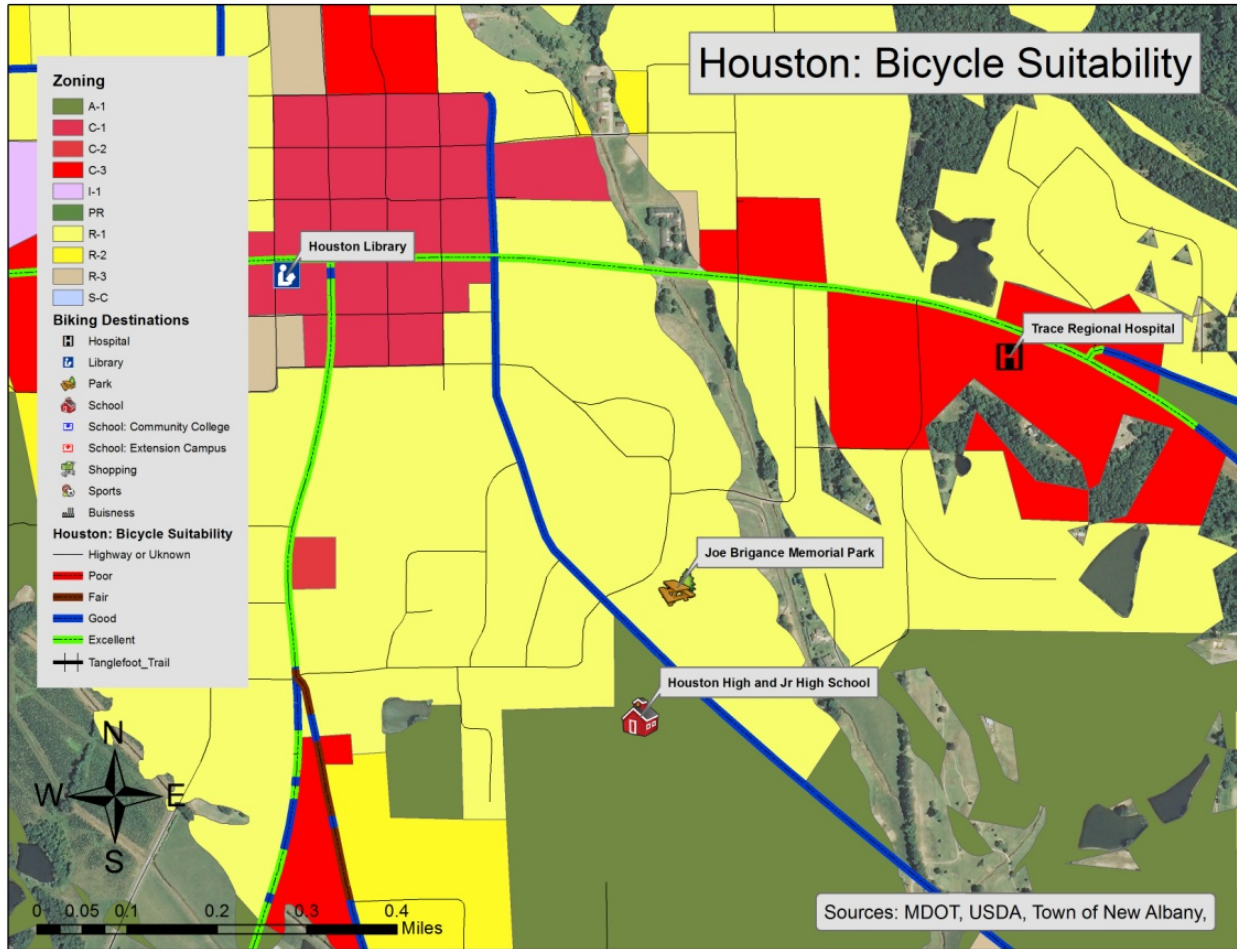 Houston: Bicycle Suitability
Zoning
A-1
C-1
C-2
C-3
I-1
PR
R-1
R-2
R-3
S-C
Biking Destinations
Hospital
Library
Park
School
School: Community College
School: Extension Campus
Shopping
Sports
Buisness
Houston: Bicycle Suitability
Highway or Uknown
Poor
Fair
Good
Excellent
Tanglefoot_Trail
Houston Library
Trace Regional Hospital
H
Joe Brigance Memorial Park
Houston High and Jr High School
N
W E
S
0 0.05 0.1 0.2 0.3 0.4
Miles
Sources: MDOT, USDA, Town of New Albany,